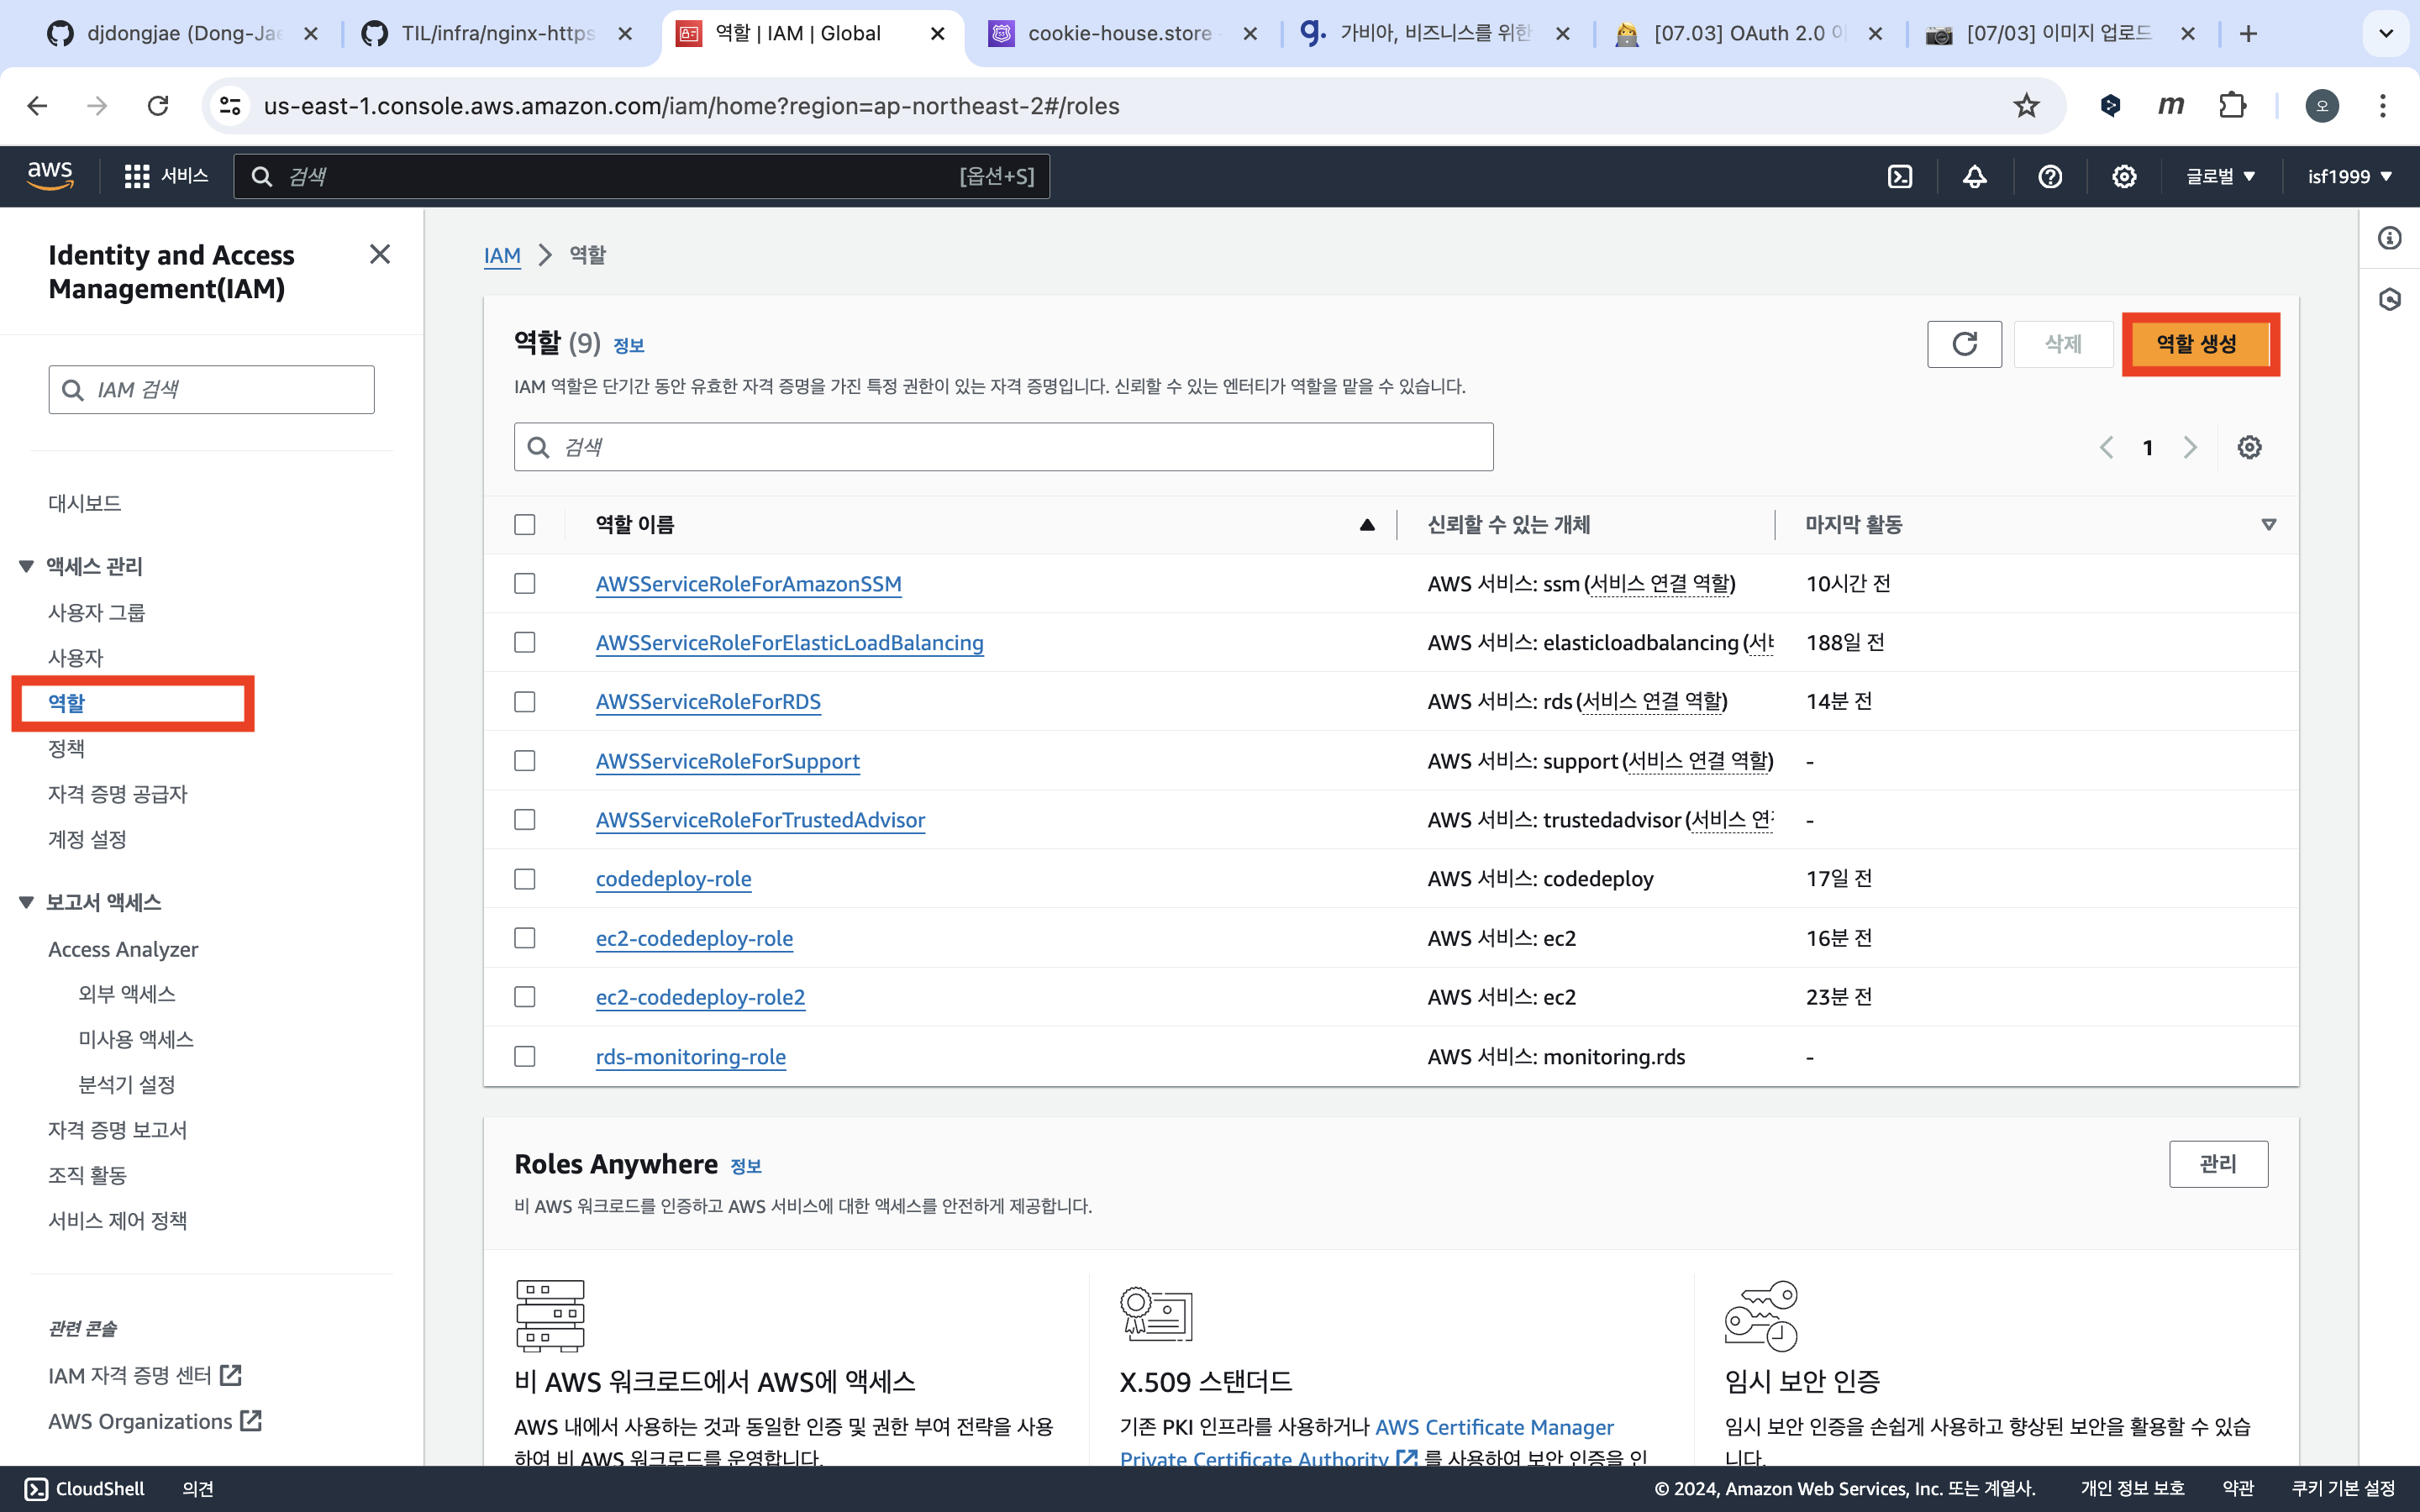 djdongjae (Dong-Jae
TIL/infra/nginx-https
역할 | IAM | Global
cookie-house.store
가비아, 비즈니스를 위한
[07.03] OAuth 2.0 이
[07/03] 이미지 업로드
us-east-1.console.aws.amazon.com/iam/home?region=ap-northeast-2#/roles
m
오
aws
서비스
검색
[옵션+S]
글로벌
isf1999
Identity and Access
Management(IAM)
IAM 검색
대시보드
액세스 관리
사용자 그룹
사용자
역할
정책
자격 증명 공급자
계정 설정
보고서 액세스
Access Analyzer
외부 액세스
미사용 액세스
분석기 설정
자격 증명 보고서
조직 활동
서비스 제어 정책
관련 콘솔
IAM 자격 증명 센터
AWS Organizations
IAM > 역할
역할 (9) 정보
삭제
역할 생성
IAM 역할은 단기간 동안 유효한 자격 증명을 가진 특정 권한이 있는 자격 증명입니다. 신뢰할 수 있는 엔터티가 역할을 맡을 수 있습니다.
검색
1
역할 이름 신뢰할 수 있는 개체 마지막 활동
AWSServiceRoleForAmazonSSM AWS 서비스: ssm (서비스 연결 역할) 10시간 전
AWSServiceRoleForElasticLoadBalancing AWS 서비스: elasticloadbalancing (서 188일 전
AWSServiceRoleForRDS AWS 서비스: rds (서비스 연결 역할) 14분 전
AWSServiceRoleForSupport AWS 서비스: support (서비스 연결 역할) -
AWSServiceRoleForTrustedAdvisor AWS 서비스: trustedadvisor (서비스 연 -
codedeploy-role AWS 서비스: codedeploy 17일 전
ec2-codedeploy-role AWS 서비스: ec2 16분 전
ec2-codedeploy-role2 AWS 서비스: ec2 23분 전
rds-monitoring-role AWS 서비스: monitoring.rds -
Roles Anywhere 정보
관리
비 AWS 워크로드를 인증하고 AWS 서비스에 대한 액세스를 안전하게 제공합니다.
비 AWS 워크로드에서 AWS에 액세스
AWS 내에서 사용하는 것과 동일한 인증 및 권한 부여 전략을 사용
하여 비 AWS 워크로드를 운영합니다.
X.509 스탠더드
기존 PKI 인프라를 사용하거나 AWS Certificate Manager
Private Certificate Authority 를 사용하여 보안 인증을 인
임시 보안 인증
임시 보안 인증을 손쉽게 사용하고 향상된 보안을 활용할 수 있습
니다.
CloudShell
의견
© 2024, Amazon Web Services, Inc. 또는 계열사.
개인 정보 보호
약관
쿠키 기본 설정